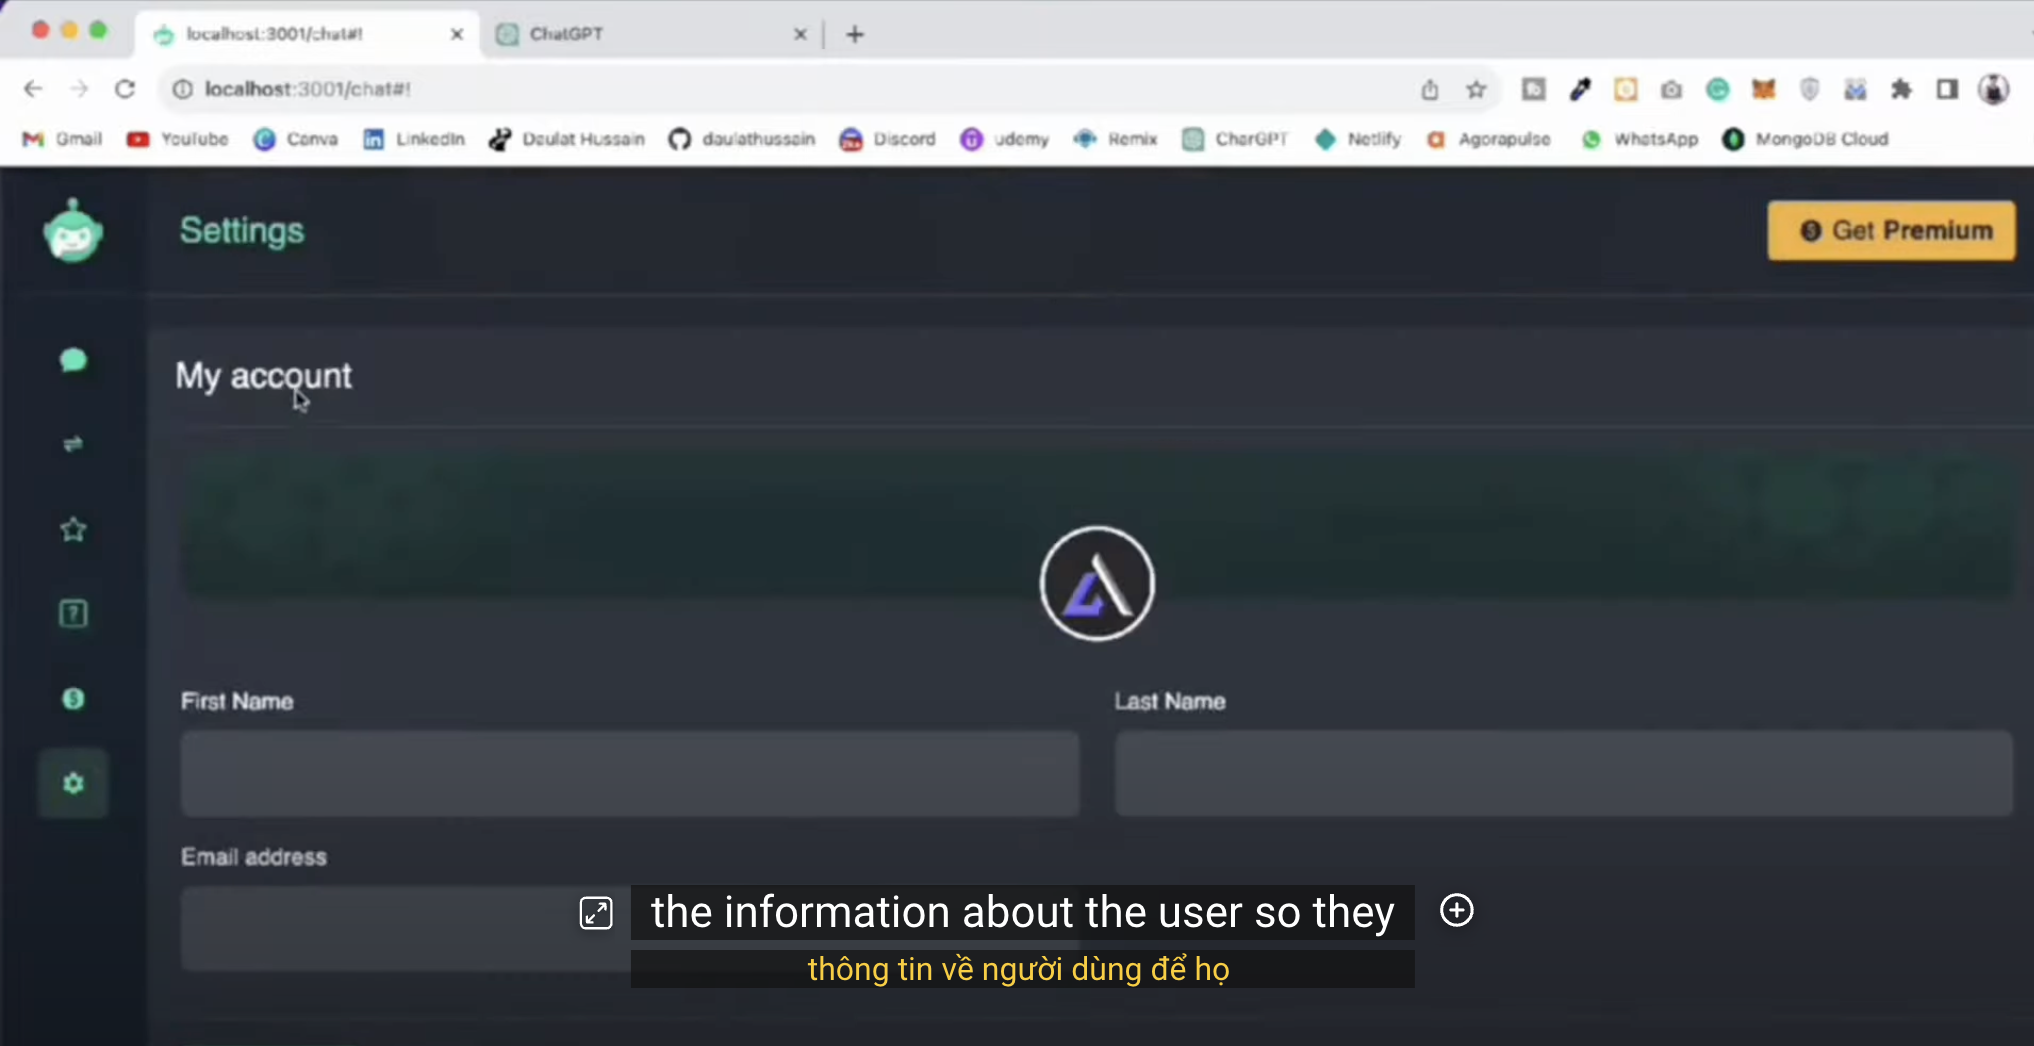 localhost:3001/chat#!
ChatGPT
localhost:3001/chat#!
Gmail
YouTube
Canva
LinkedIn
Daulat Hussain
daulathussain
Discord
udemy
Remix
CharGPT
Netlify
Agorapulse
WhatsApp
MongoDB Cloud
Settings
Get Premium
My account
First Name
Last Name
Email address
the information about the user so they
thông tin về người dùng để họ